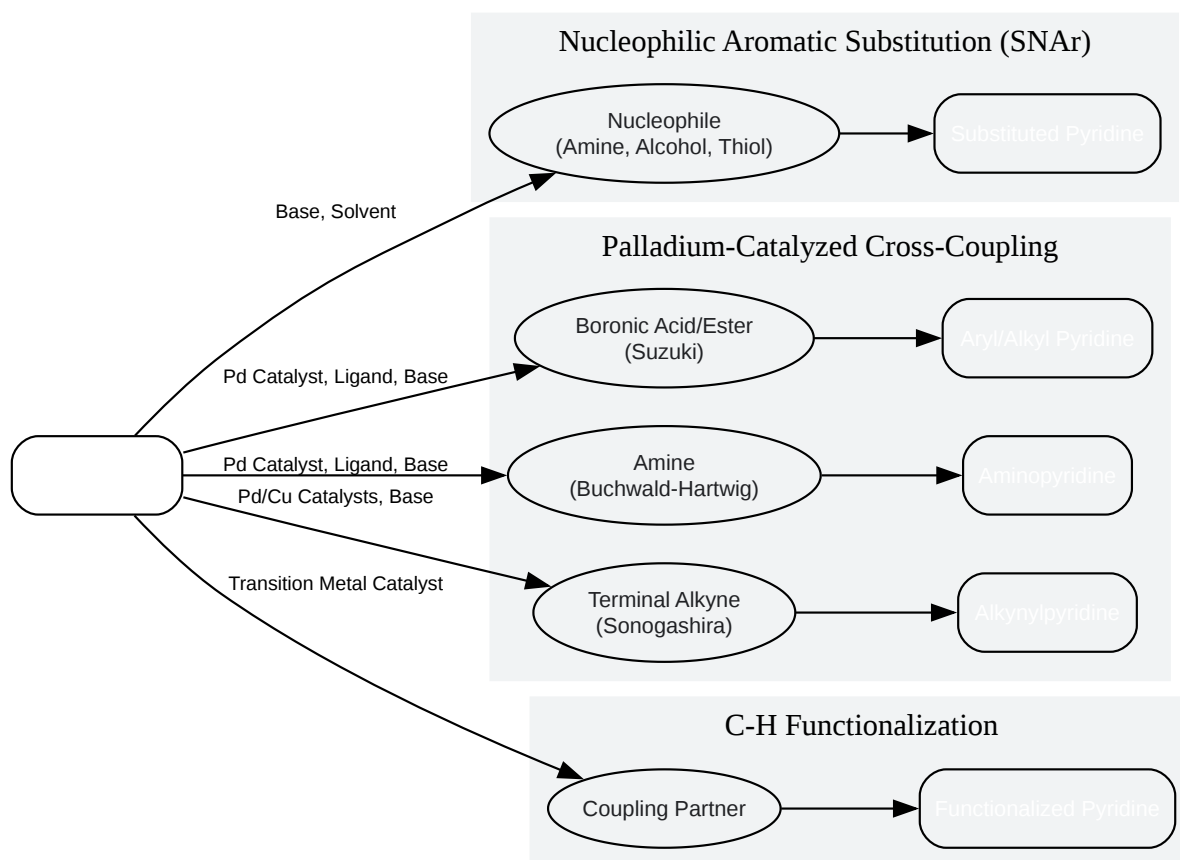 Nucleophilic Aromatic Substitution (SNAr)
Nucleophile
(Amine, Alcohol, Thiol)
Substituted Pyridine
Base, Solvent
Palladium-Catalyzed Cross-Coupling
Boronic Acid/Ester
(Suzuki)
Aryl/Alkyl Pyridine
Pd Catalyst, Ligand, Base
Amine
(Buchwald-Hartwig)
Aminopyridine
Pd Catalyst, Ligand, Base
Pd/Cu Catalysts, Base
Terminal Alkyne
(Sonogashira)
Alkynylpyridine
Transition Metal Catalyst
C-H Functionalization
Coupling Partner
Functionalized Pyridine